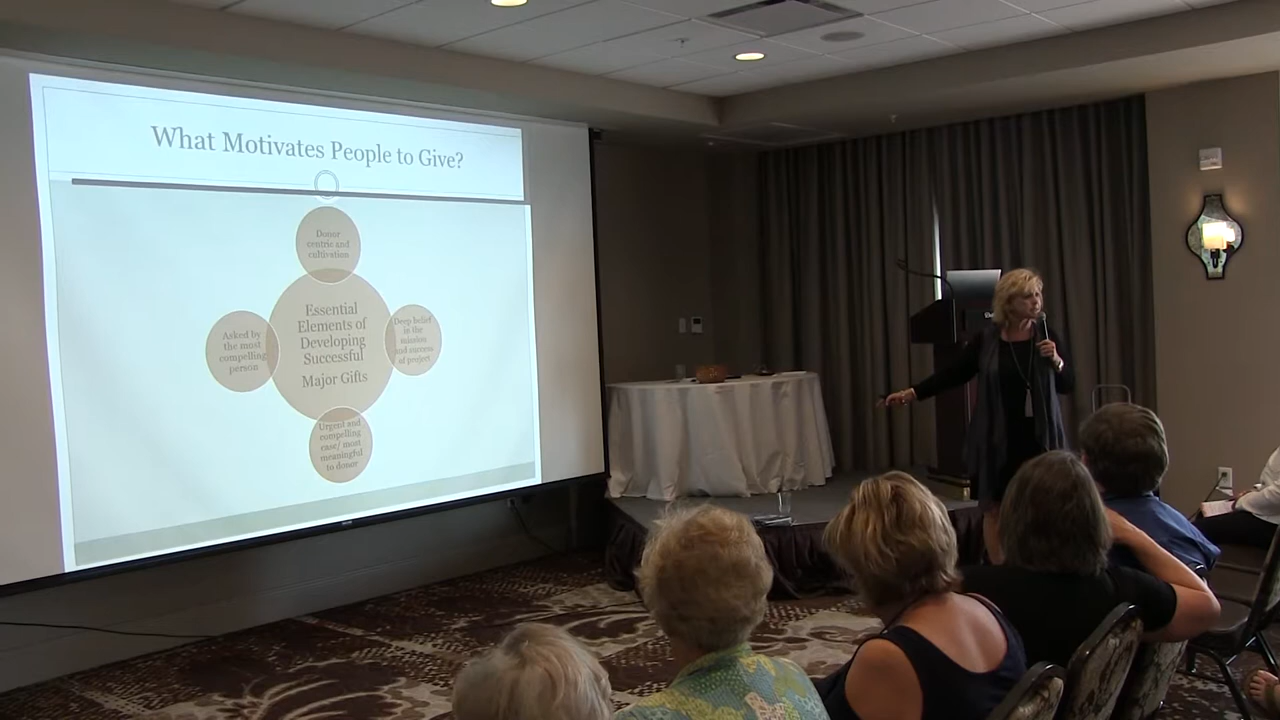 What Motivates People to Give?
Donor
centric and
cultivation
Essential
Elements of
Developing
Successful
Major Gifts
Asked by
the most
compelling
person
Deep belief
in the
mission
and success
of project
Urgent and
compelling
case/ most
meaningful
to donor